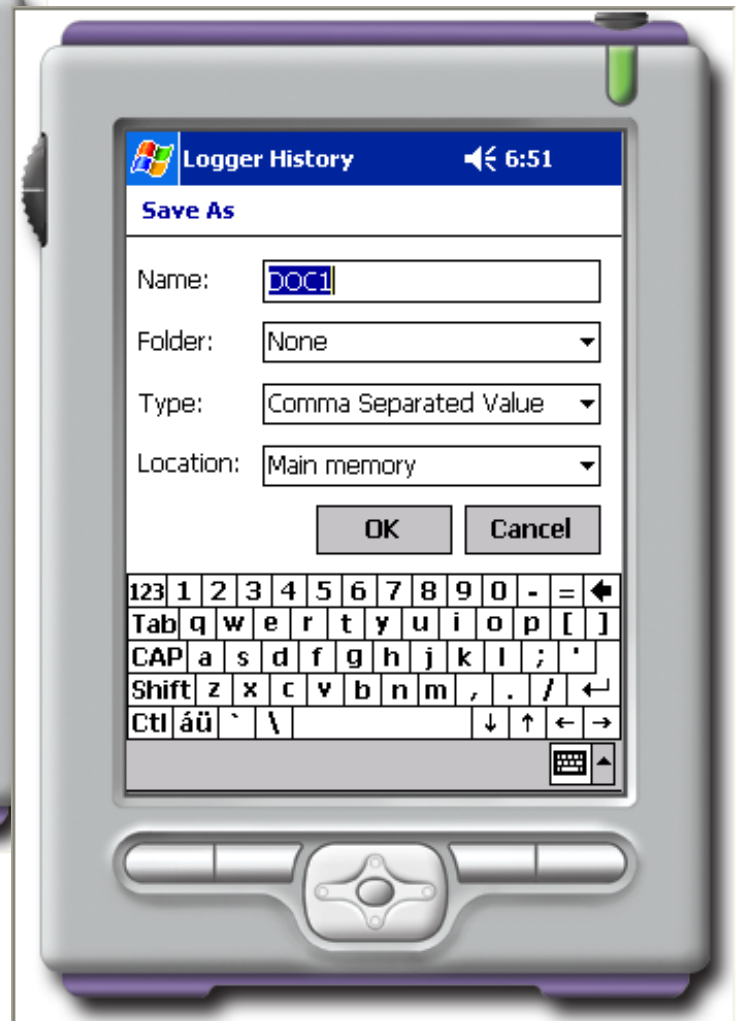 Logger History 6:51
Save As
Name: DOC1
Folder: None
Type: Comma Separated Value
Location: Main memory
OK Cancel
123 1 2 3 4 5 6 7 8 9 0 - =
Tab q w e r t y u i o p [ ]
CAP a s d f g h j k l ; '
Shift z x c v b n m , . / ↵
Ctl áü ` \ ↓ ↑ ← →